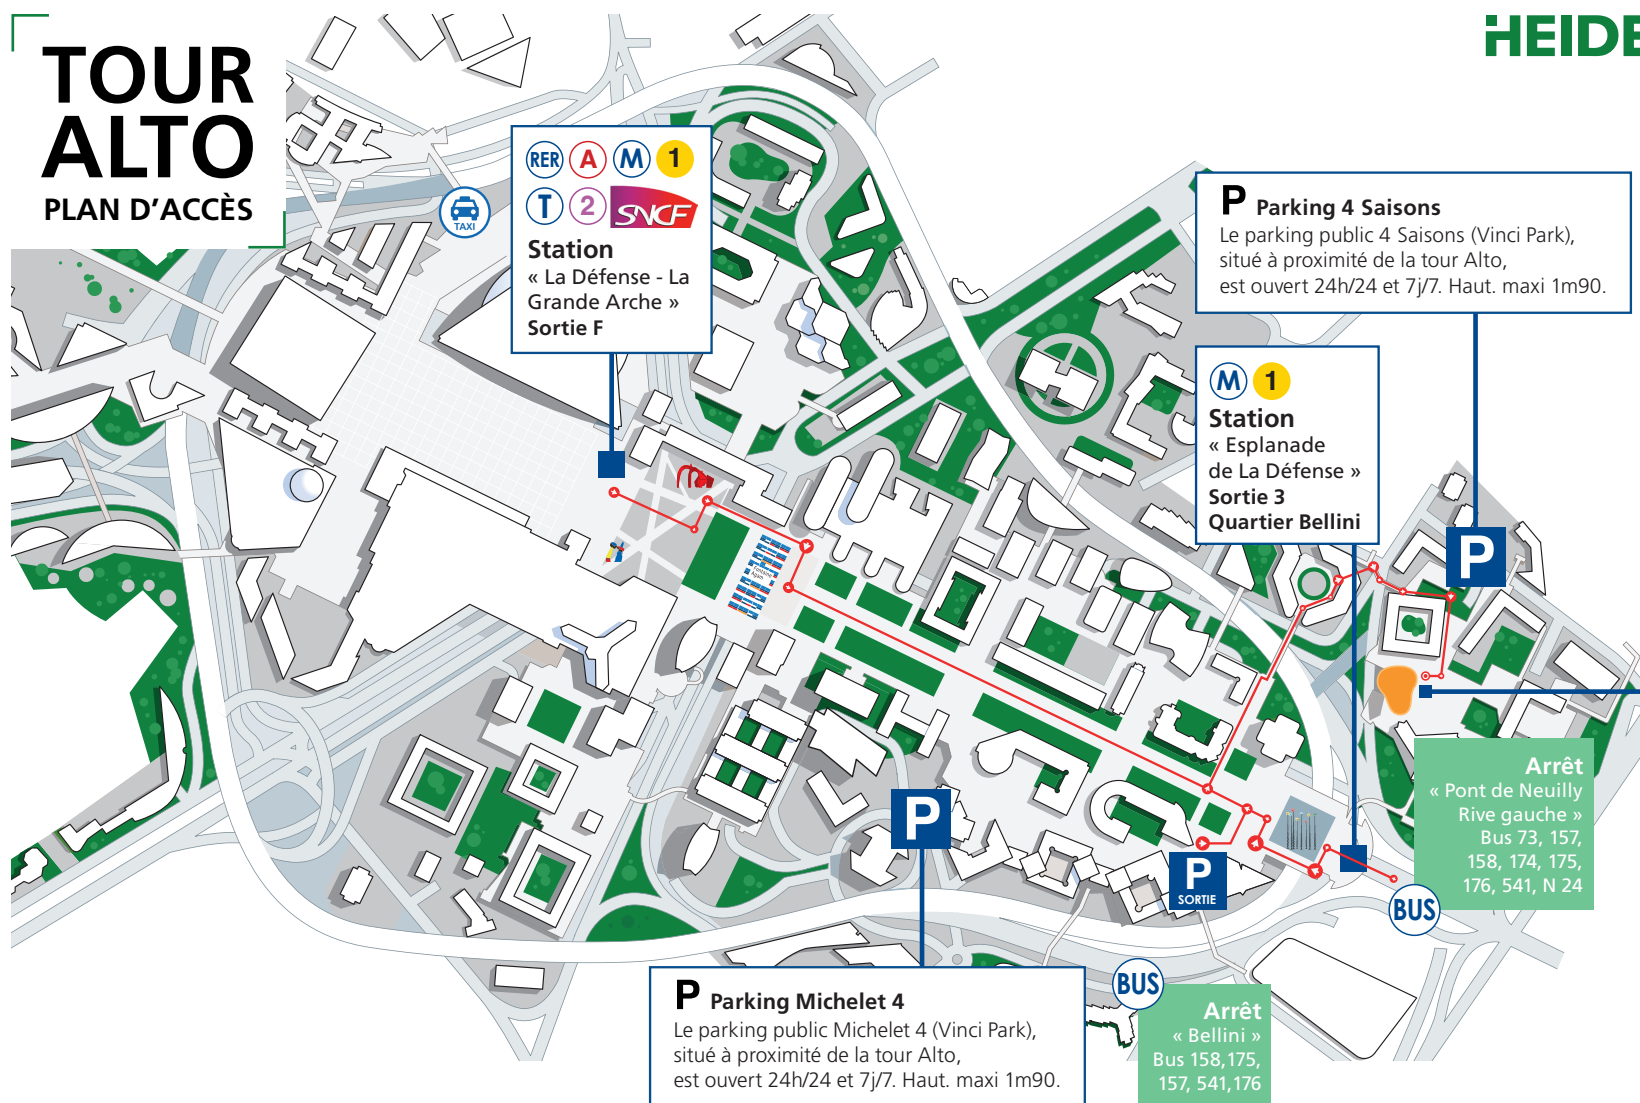 TOUR
ALTO
PLAN D'ACCÈS
HEIDE
TAXI
RER A M 1
T 2 SNCF
Station
« La Défense - La
Grande Arche »
Sortie F
P Parking 4 Saisons
Le parking public 4 Saisons (Vinci Park),
situé à proximité de la tour Alto,
est ouvert 24h/24 et 7j/7. Haut. maxi 1m90.
M 1
Station
« Esplanade
de La Défense »
Sortie 3
Quartier Bellini
P
Fontaine
Agam
Arrêt
« Pont de Neuilly
Rive gauche »
Bus 73, 157,
158, 174, 175,
176, 541, N 24
P
P
SORTIE
BUS
P Parking Michelet 4
Le parking public Michelet 4 (Vinci Park),
situé à proximité de la tour Alto,
est ouvert 24h/24 et 7j/7. Haut. maxi 1m90.
BUS
Arrêt
« Bellini »
Bus 158,175,
157, 541,176